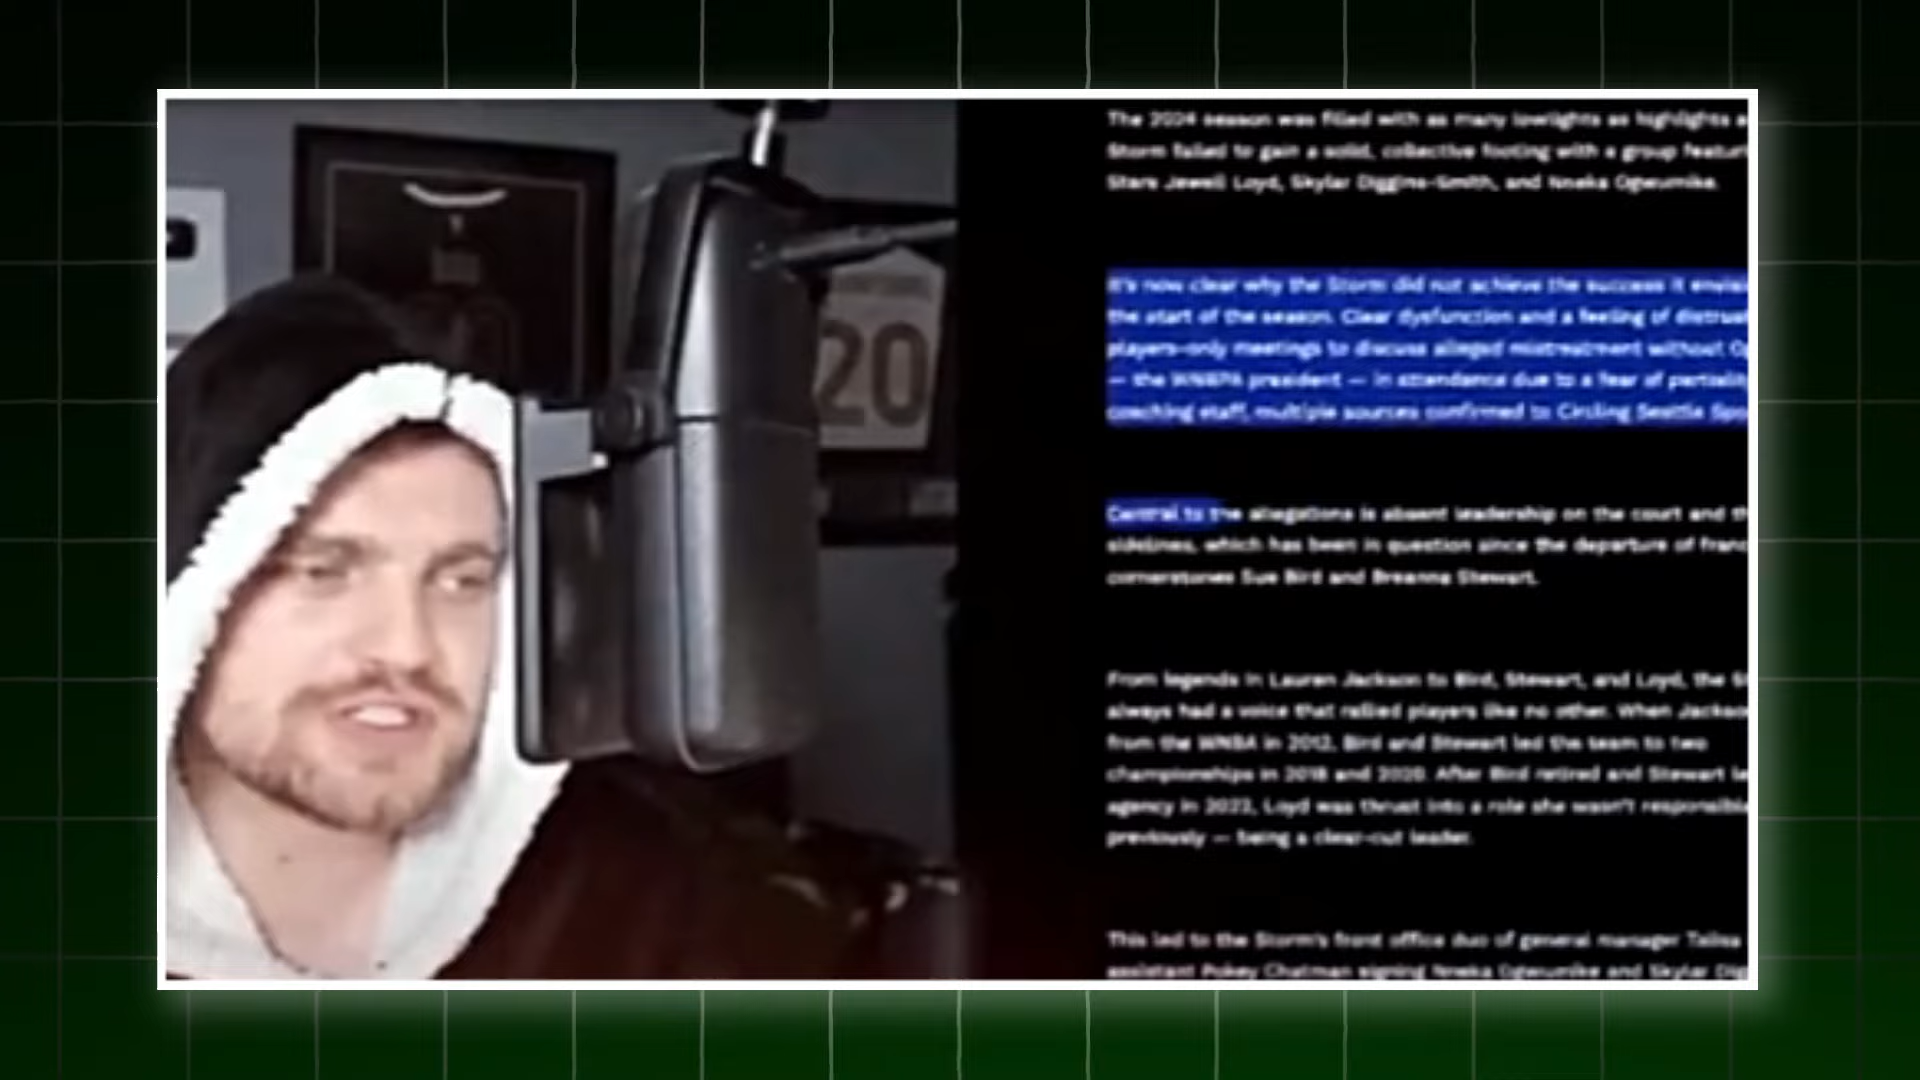 20
The 2024 season was filled with as many lowlights as highlights a
Storm failed to gain a solid, collective footing with a group featuri
Stars Jewell Loyd, Skylar Diggins-Smith, and Nneka Ogwumike.
It's now clear why the Storm did not achieve the success it envisi
the start of the season. Clear dysfunction and a feeling of distrust
players-only meetings to discuss alleged mistreatment without Og
— the WNBPA president — in attendance due to a fear of partiality
coaching staff, multiple sources confirmed to Circling Seattle Spo
Central to the allegations is absent leadership on the court and th
sidelines, which has been in question since the departure of franc
cornerstones Sue Bird and Breanna Stewart.
From legends in Lauren Jackson to Bird, Stewart, and Loyd, the St
always had a voice that rallied players like no other. When Jackso
from the WNBA in 2012, Bird and Stewart led the team to two
championships in 2018 and 2020. After Bird retired and Stewart le
agency in 2023, Loyd was thrust into a role she wasn't responsible
previously — being a clear-cut leader.
This led to the Storm's front office duo of general manager Talisa
assistant Pokey Chatman signing Nneka Ogwumike and Skylar Dig